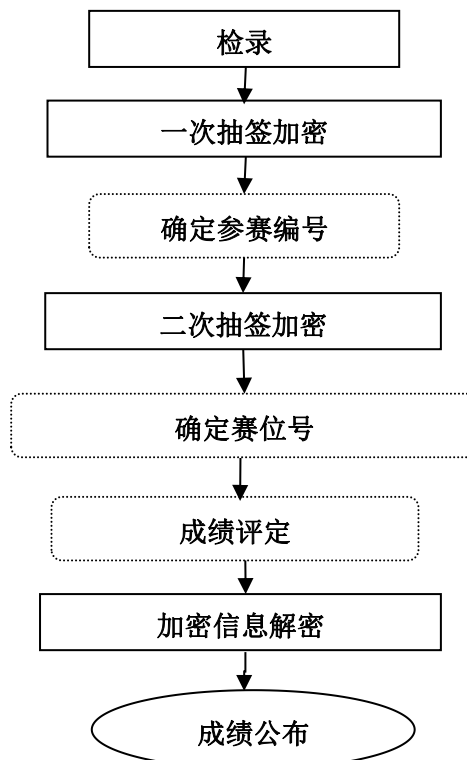 检录
一次抽签加密
确定参赛编号
二次抽签加密
确定赛位号
成绩评定
加密信息解密
成绩公布